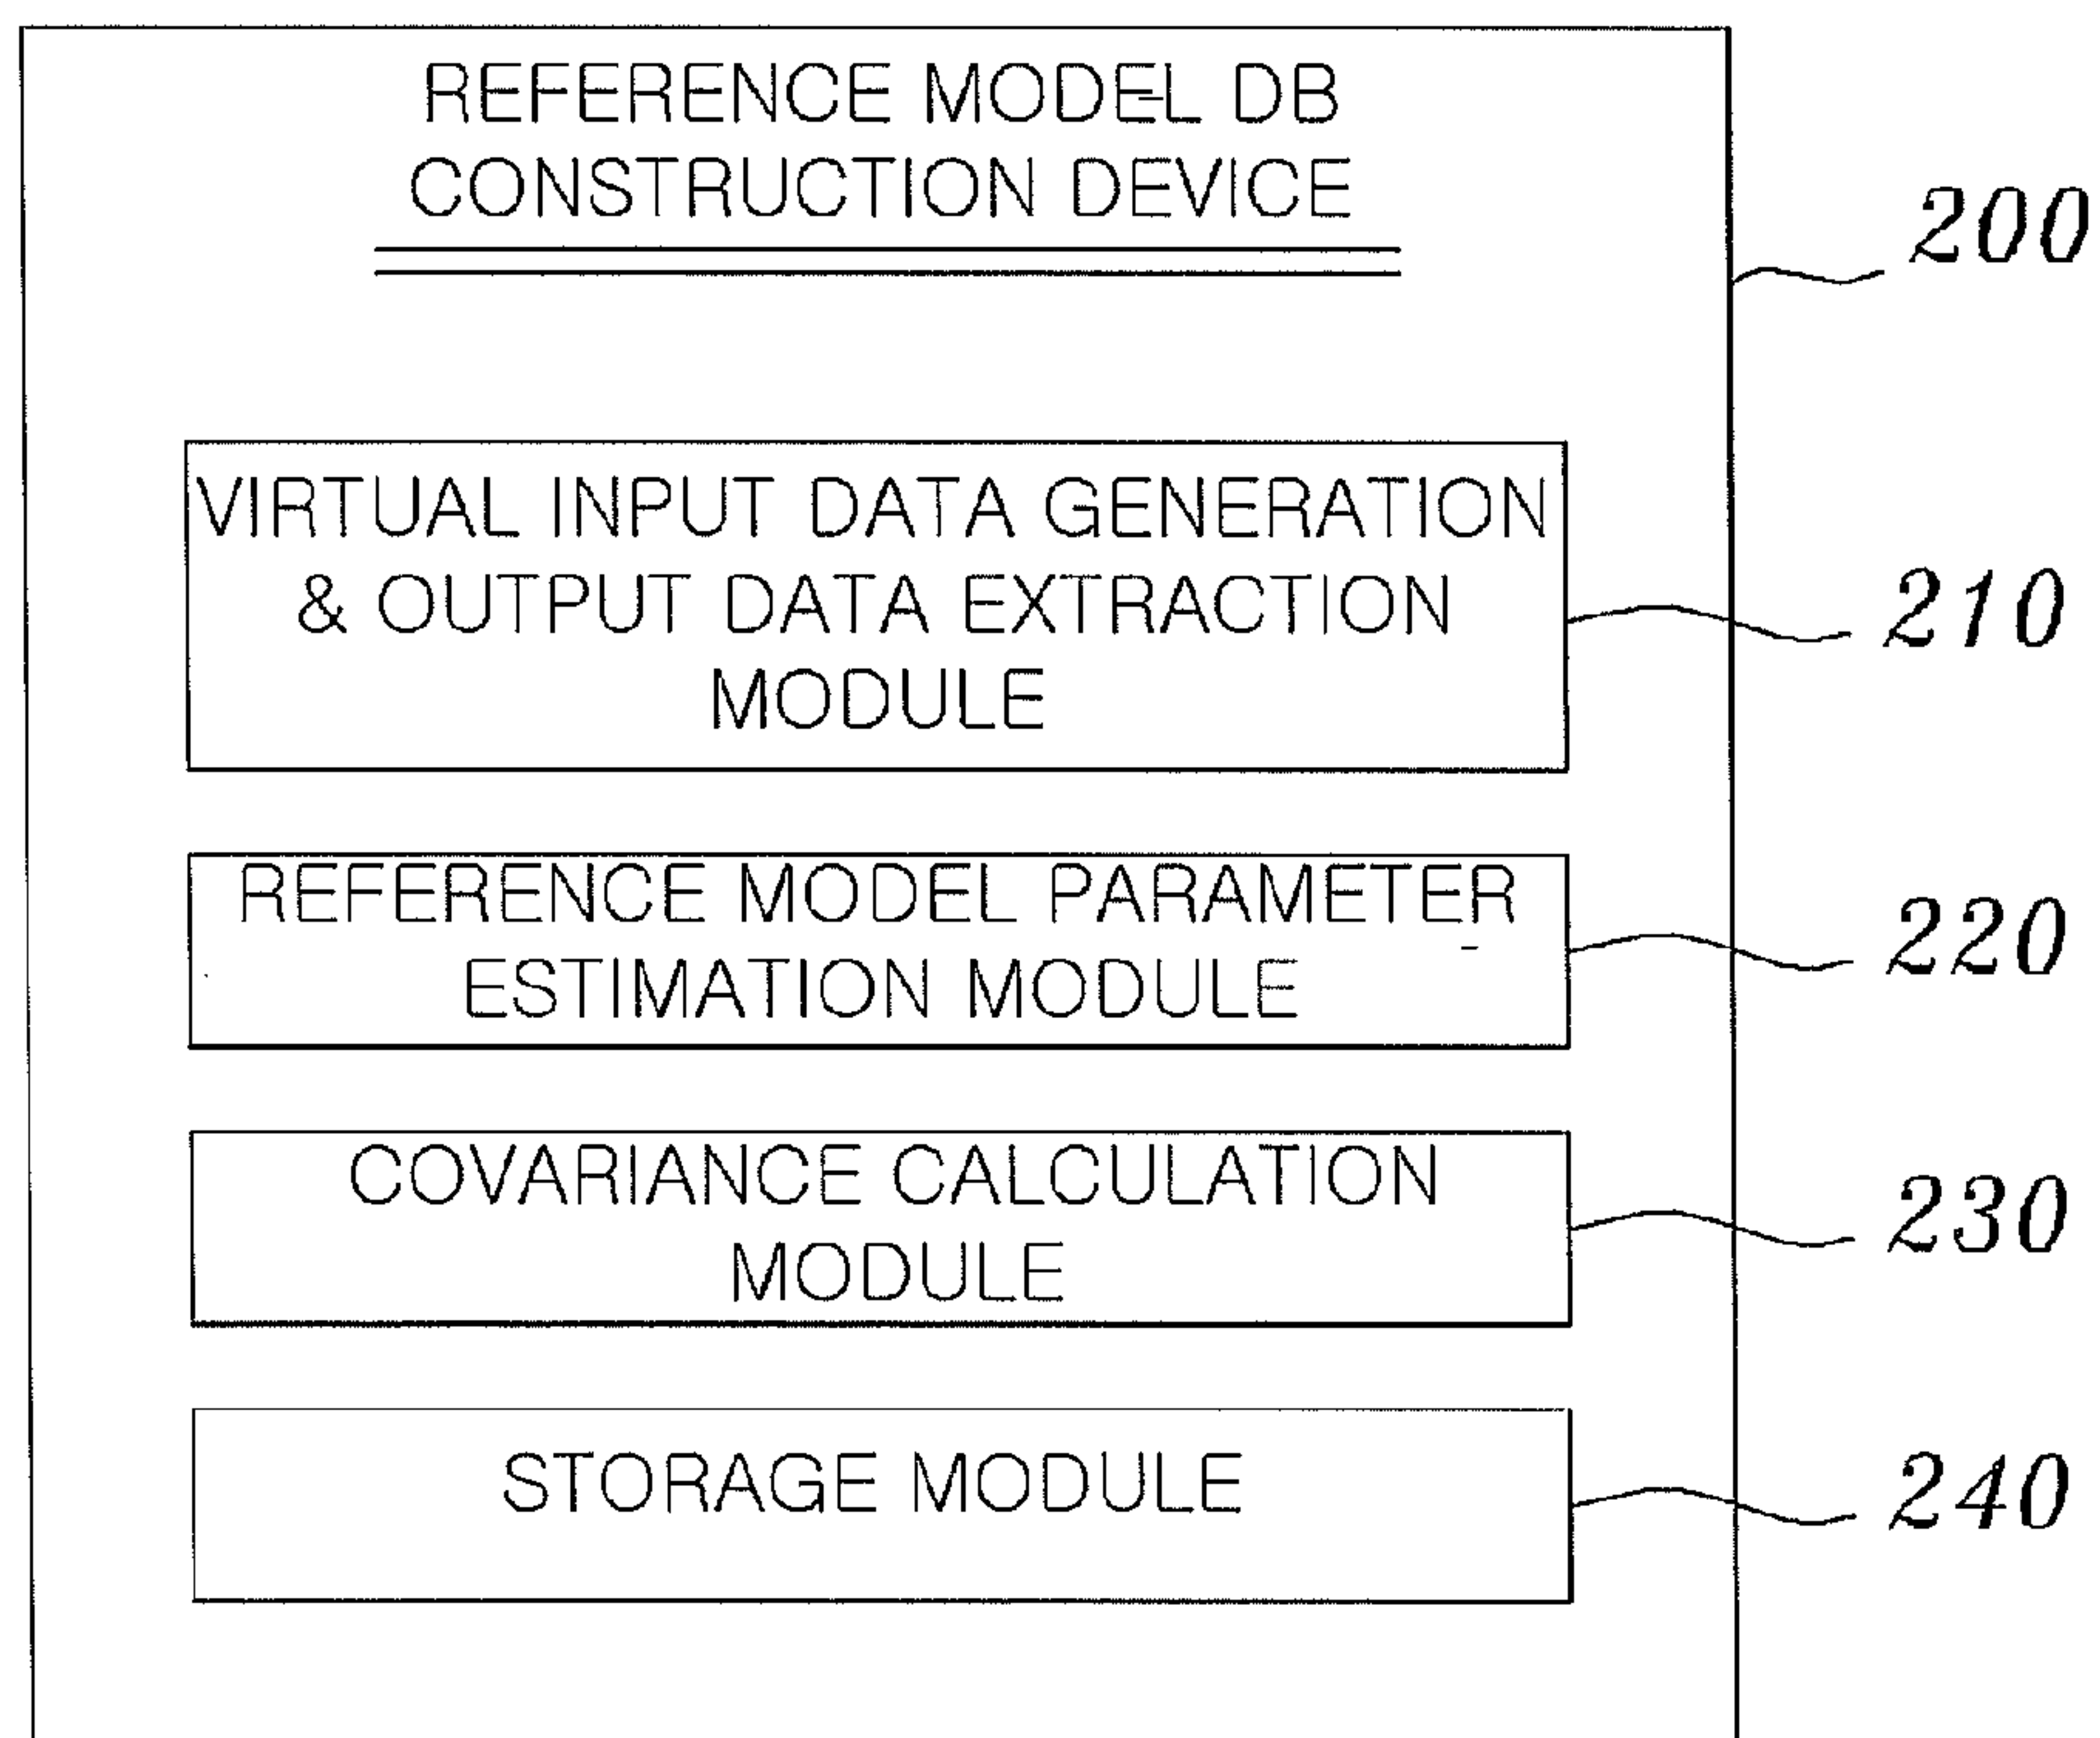 REFERENCE MODEL DB
CONSTRUCTION DEVICE
200
VIRTUAL INPUT DATA GENERATION
& OUTPUT DATA EXTRACTION
MODULE
210
REFERENCE MODEL PARAMETER
ESTIMATION MODULE
220
COVARIANCE CALCULATION
MODULE
230
STORAGE MODULE
240